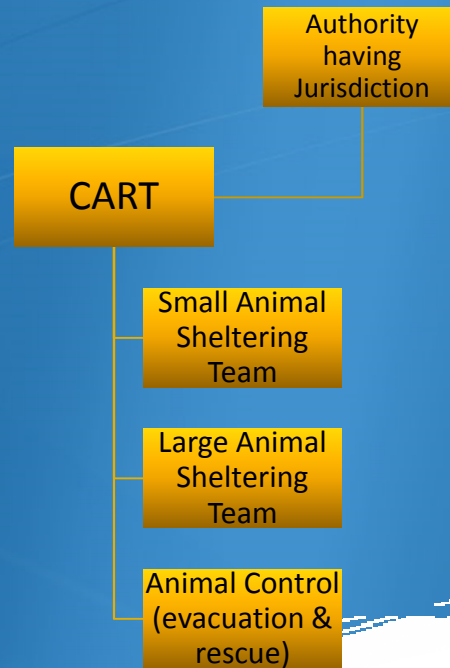 Authority
having
Jurisdiction
CART
Small Animal
Sheltering
Team
Large Animal
Sheltering
Team
Animal Control
(evacuation &
rescue)